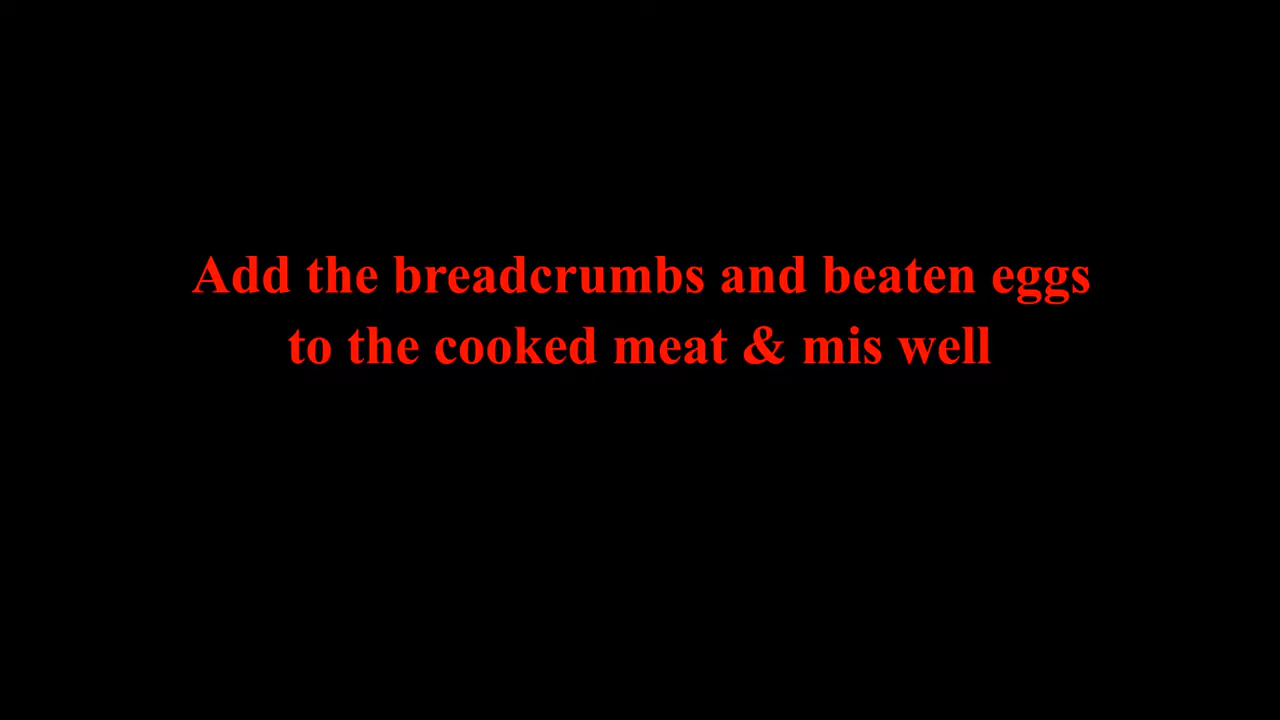 Add the breadcrumbs and beaten eggs
to the cooked meat & mis well